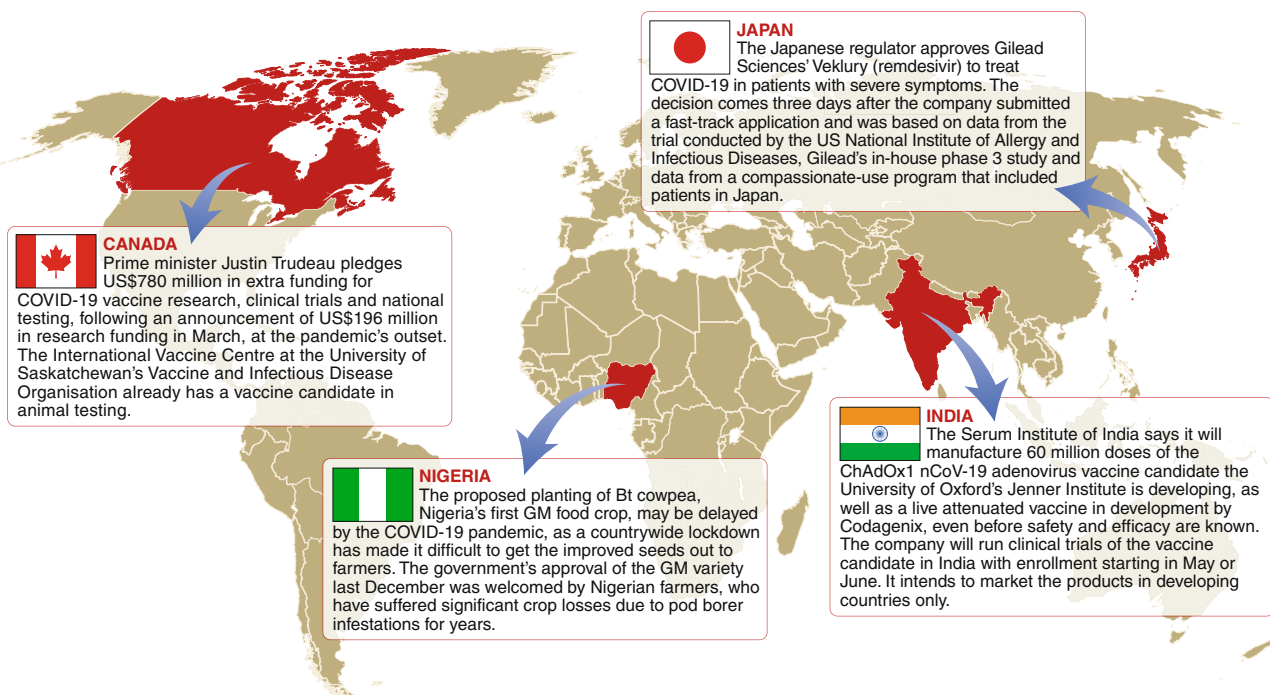 JAPAN
The Japanese regulator approves Gilead
Sciences' Veklury (remdesivir) to treat
COVID-19 in patients with severe symptoms. The
decision comes three days after the company submitted
a fast-track application and was based on data from the
trial conducted by the US National Institute of Allergy and
Infectious Diseases, Gilead's in-house phase 3 study and
data from a compassionate-use program that included
patients in Japan.
CANADA
Prime minister Justin Trudeau pledges
US$780 million in extra funding for
COVID-19 vaccine research, clinical trials and national
testing, following an announcement of US$196 million
in research funding in March, at the pandemic's outset.
The International Vaccine Centre at the University of
Saskatchewan's Vaccine and Infectious Disease
Organisation already has a vaccine candidate in
animal testing.
NIGERIA
The proposed planting of Bt cowpea,
Nigeria's first GM food crop, may be delayed
by the COVID-19 pandemic, as a countrywide lockdown
has made it difficult to get the improved seeds out to
farmers. The government's approval of the GM variety
last December was welcomed by Nigerian farmers, who
have suffered significant crop losses due to pod borer
infestations for years.
INDIA
The Serum Institute of India says it will
manufacture 60 million doses of the
ChAdOx1 nCoV-19 adenovirus vaccine candidate the
University of Oxford's Jenner Institute is developing, as
well as a live attenuated vaccine in development by
Codagenix, even before safety and efficacy are known.
The company will run clinical trials of the vaccine
candidate in India with enrollment starting in May or
June. It intends to market the products in developing
countries only.